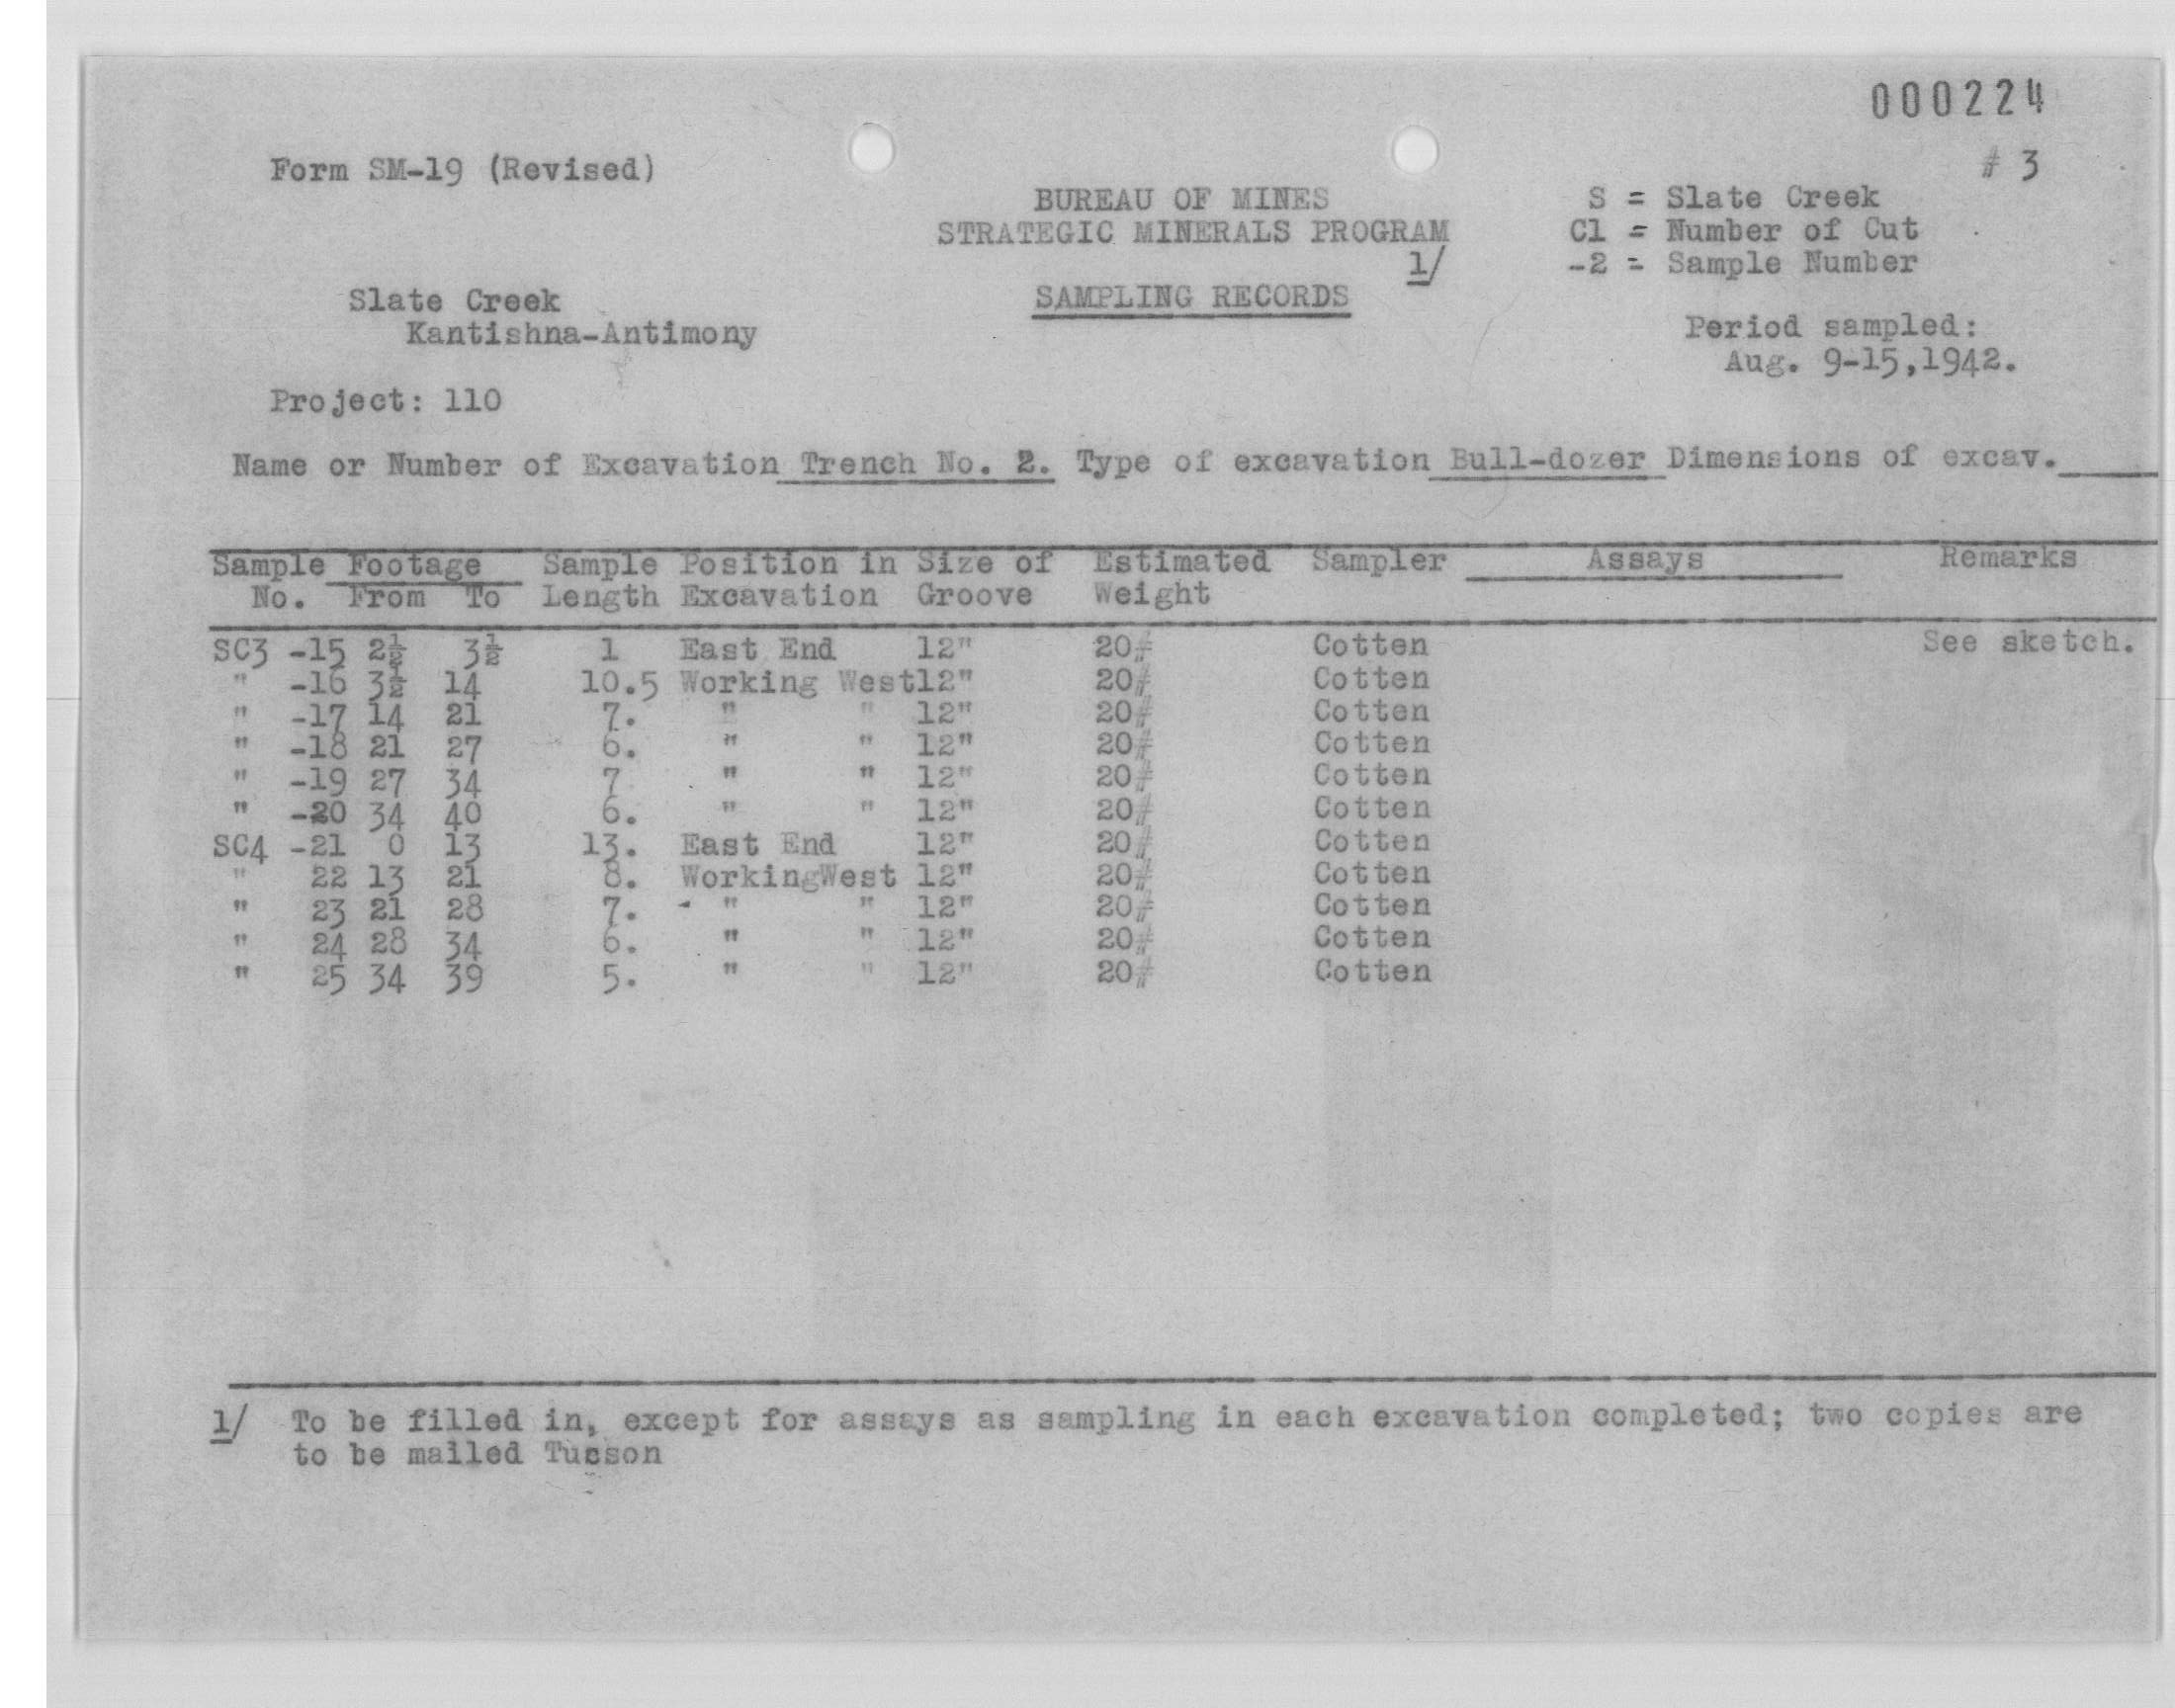 000224
# 3
Form SM-19 (Revised)
BUREAU OF MINES
STRATEGIC MINERALS PROGRAM
1/
SAMPLING RECORDS
S = Slate Creek
C1 = Number of Cut
-2 = Sample Number
Slate Creek
Kantishna-Antimony
Period sampled:
Aug. 9-15,1942.
Project: 110
Name or Number of Excavation Trench No. 2. Type of excavation Bull-dozer Dimensions of excav.
Sample Footage Sample Position in Size of Estimated Sampler Assays Remarks
No. From To Length Excavation Groove Weight
SC3 -15 2½ 3½ 1 East End 12" 20# Cotten See sketch.
" -16 3½ 14 10.5 Working West 12" 20# Cotten
" -17 14 21 7. " " 12" 20# Cotten
" -18 21 27 6. " " 12" 20# Cotten
" -19 27 34 7 " " 12" 20# Cotten
" -20 34 40 6. " " 12" 20# Cotten
SC4 -21 0 13 13. East End 12" 20# Cotten
" 22 13 21 8. WorkingWest 12" 20# Cotten
" 23 21 28 7. " " 12" 20# Cotten
" 24 28 34 6. " " 12" 20# Cotten
" 25 34 39 5. " " 12" 20# Cotten
1/ To be filled in, except for assays as sampling in each excavation completed; two copies are
to be mailed Tucson